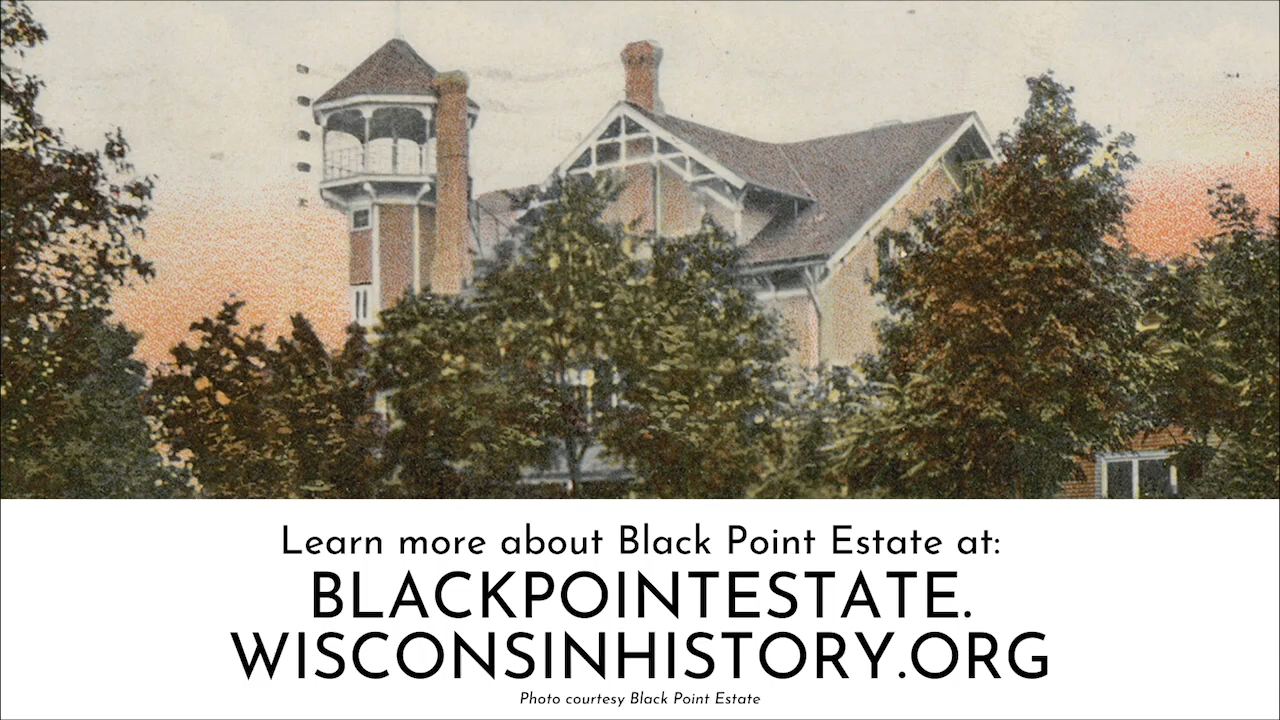 Learn more about Black Point Estate at:
BLACKPOINTESTATE.
WISCONSINHISTORY.ORG
Photo courtesy Black Point Estate